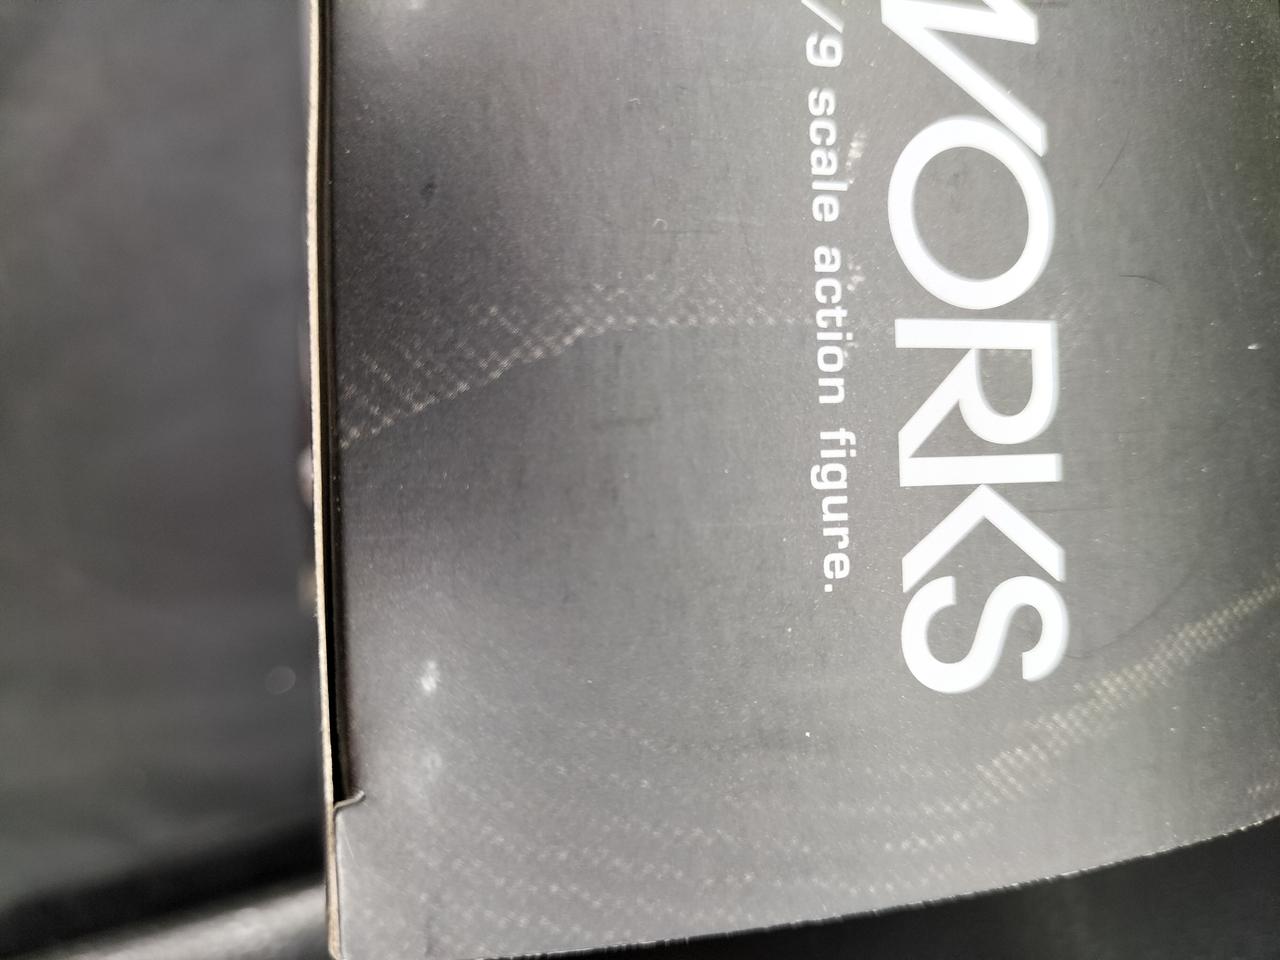 WORKS
/9 scale action figure.